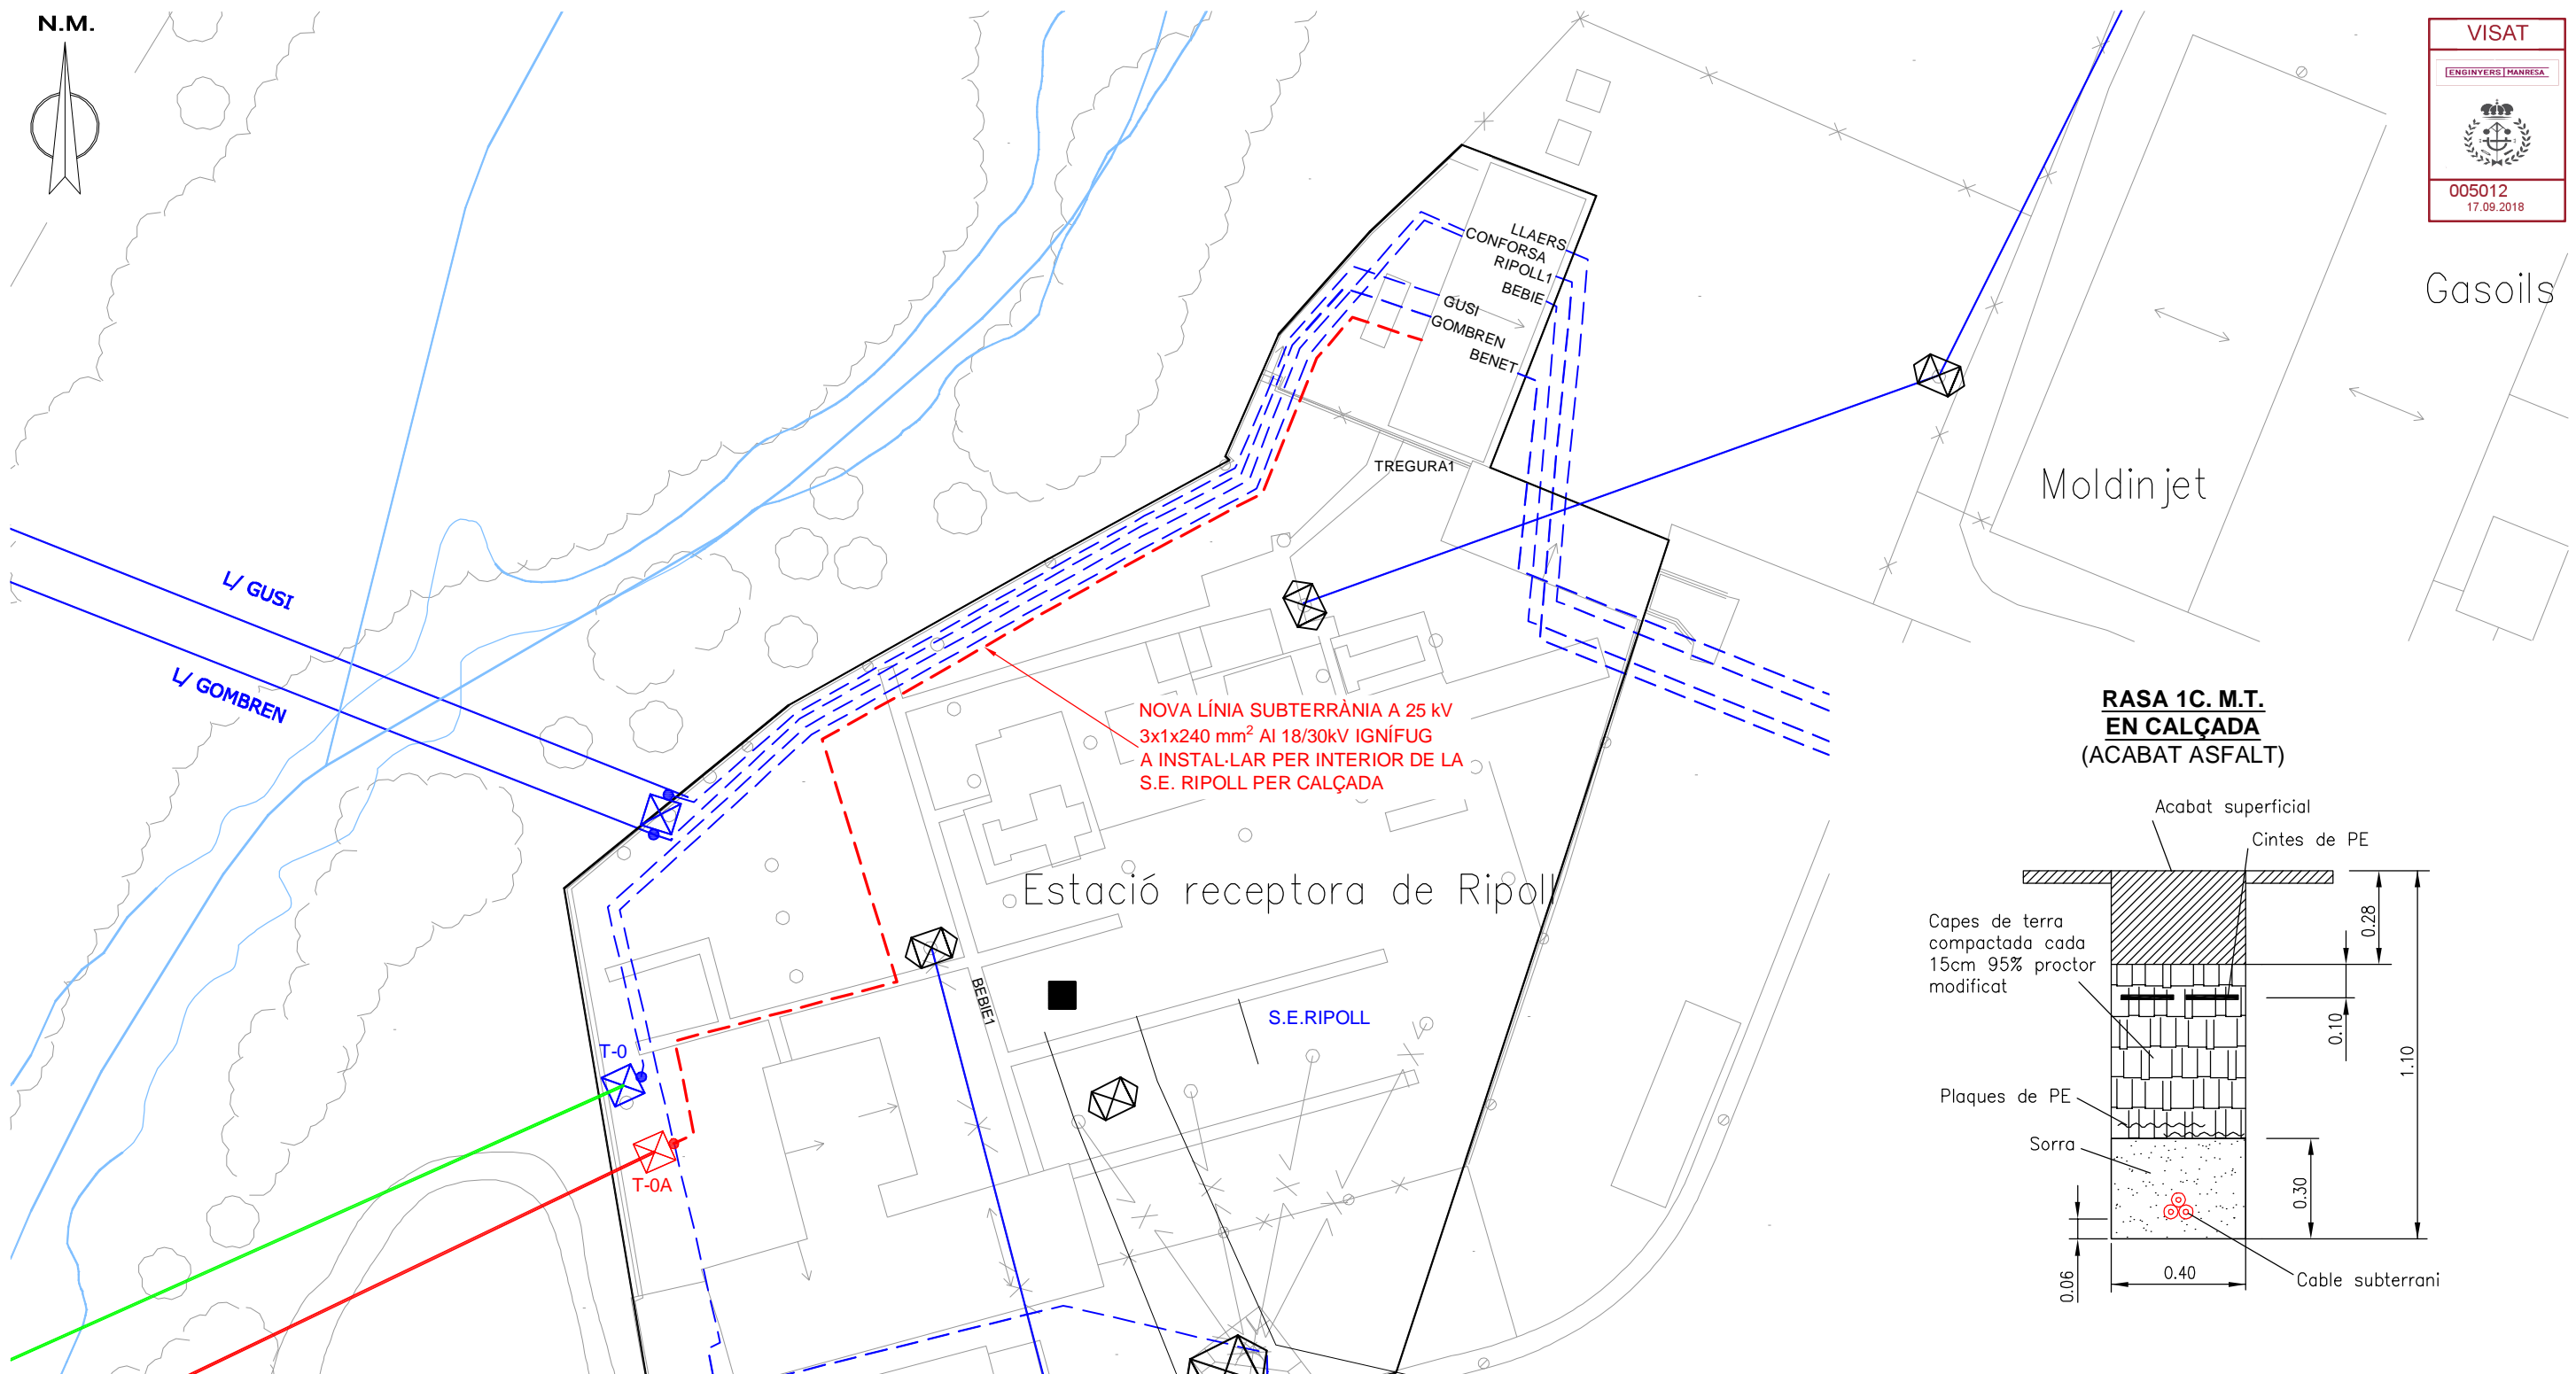 N.M.
VISAT
ENGINYERS MANRESA
005012
17.09.2018
Gasoils
LLAERS
CONFORSA
RIPOLL1
BEBIE
GUSI
GOMBREN
BENET
TREGURA1
Moldinjet
L/ GUSI
L/ GOMBREN
NOVA LÍNIA SUBTERRÀNIA A 25 kV
3x1x240 mm² Al 18/30kV IGNÍFUG
A INSTAL·LAR PER INTERIOR DE LA
S.E. RIPOLL PER CALÇADA
Estació receptora de Ripoll
BEBIE1
S.E.RIPOLL
T-0
T-0A
RASA 1C. M.T.
EN CALÇADA
(ACABAT ASFALT)
Acabat superficial
Cintes de PE
Capes de terra
compactada cada
15cm 95% proctor
modificat
Plaques de PE
Sorra
Cable subterrani
0.28
0.10
1.10
0.30
0.06
0.40